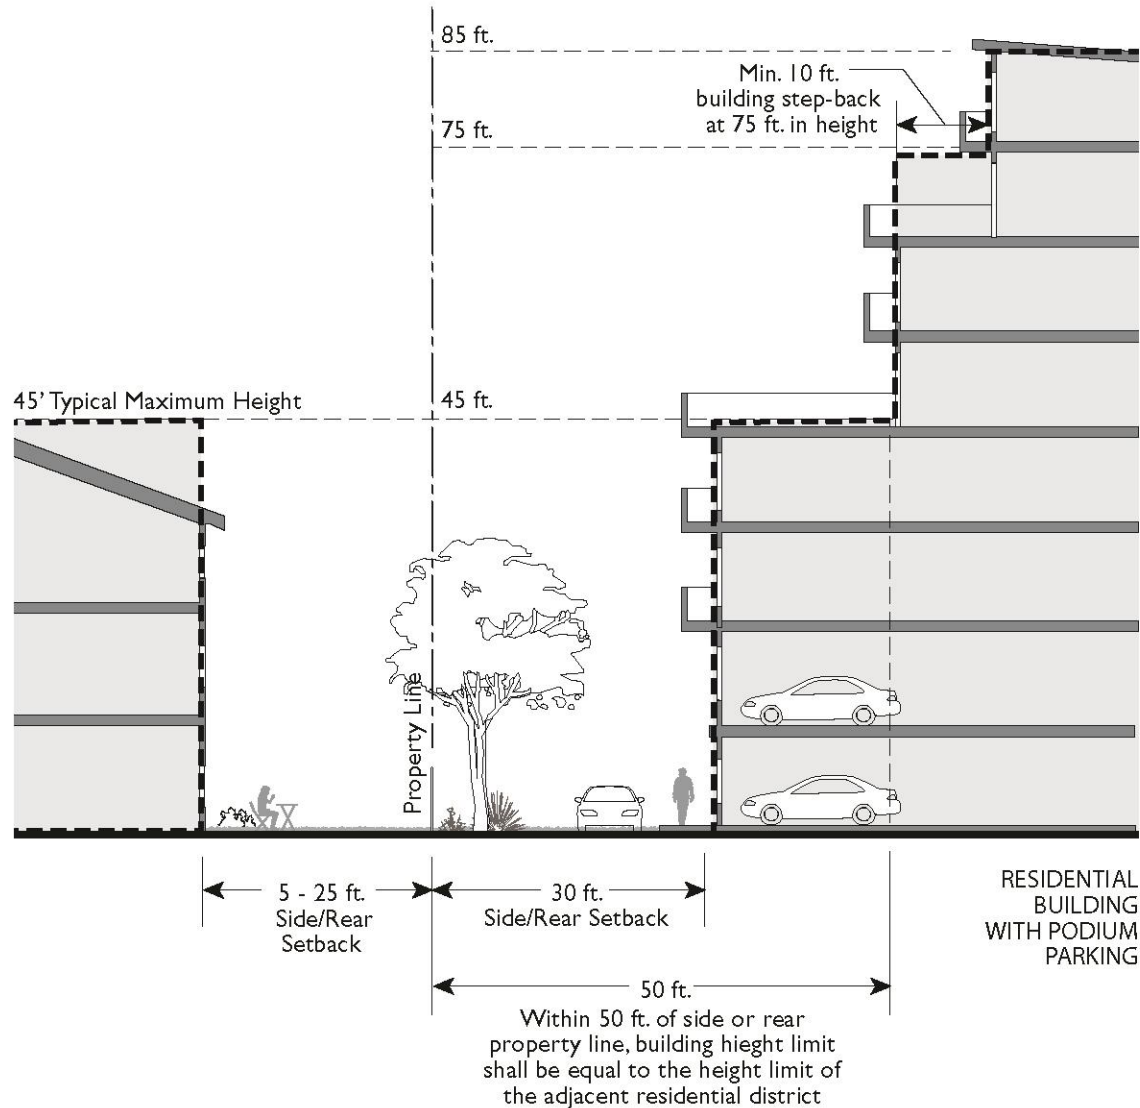 85 ft.
Min. 10 ft.
building step-back
at 75 ft. in height
75 ft.
45' Typical Maximum Height
45 ft.
Property Line
5 - 25 ft.
Side/Rear
Setback
30 ft.
Side/Rear Setback
RESIDENTIAL
BUILDING
WITH PODIUM
PARKING
50 ft.
Within 50 ft. of side or rear
property line, building hieght limit
shall be equal to the height limit of
the adjacent residential district